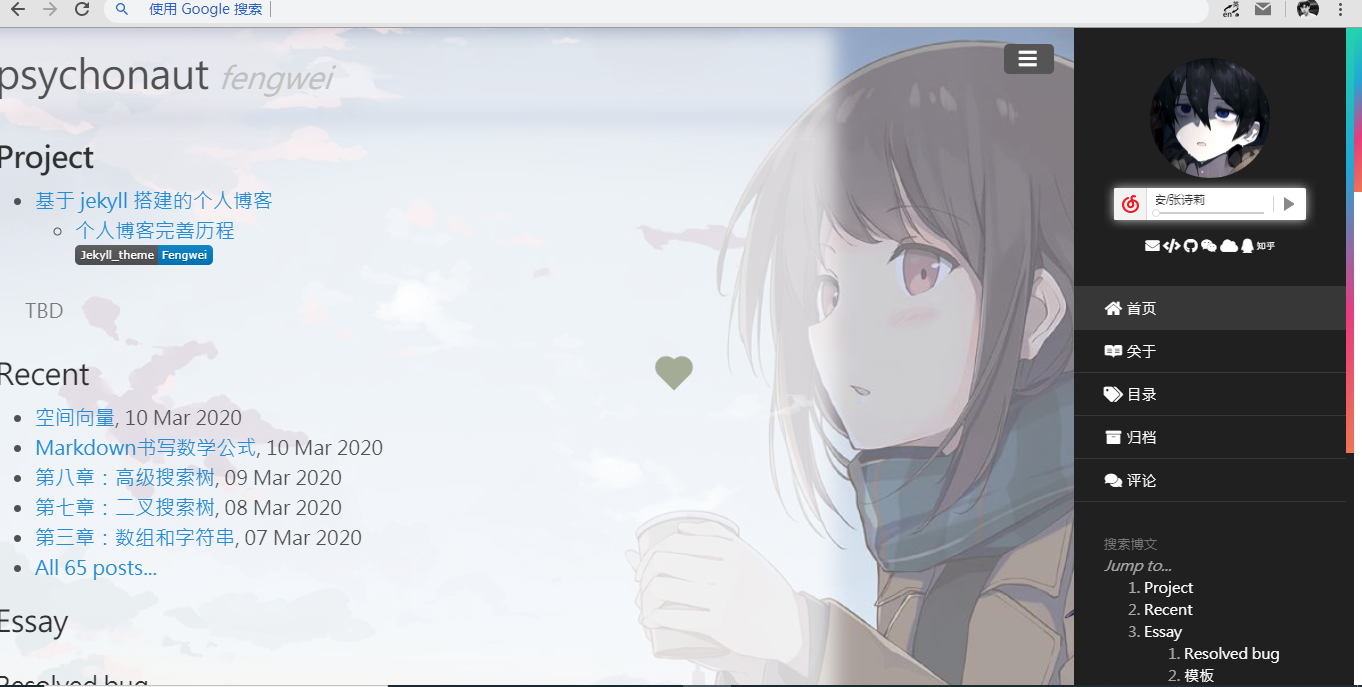 使用 Google 搜索
en
psychonaut fengwei
Project
基于 jekyll 搭建的个人博客
个人博客完善历程
Jekyll_theme Fengwei
TBD
Recent
空间向量, 10 Mar 2020
Markdown书写数学公式, 10 Mar 2020
第八章：高级搜索树, 09 Mar 2020
第七章：二叉搜索树, 08 Mar 2020
第三章：数组和字符串, 07 Mar 2020
All 65 posts...
Essay
Resolved bug
张诗莉
知乎
首页
关于
目录
归档
评论
搜索博文
Jump to...
1. Project
2. Recent
3. Essay
1. Resolved bug
2. 模板